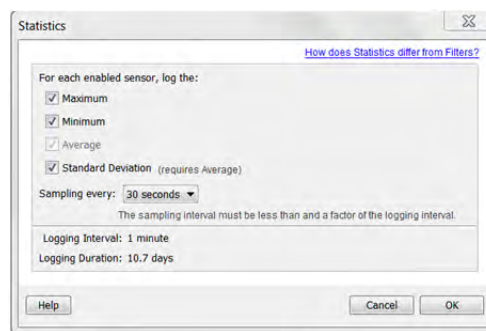 Statistics
How does Statistics differ from Filters?
For each enabled sensor, log the:
Maximum
Minimum
Average
Standard Deviation (requires Average)
Sampling every: 30 seconds
The sampling interval must be less than and a factor of the logging interval.
Logging Interval: 1 minute
Logging Duration: 10.7 days
Help Cancel OK